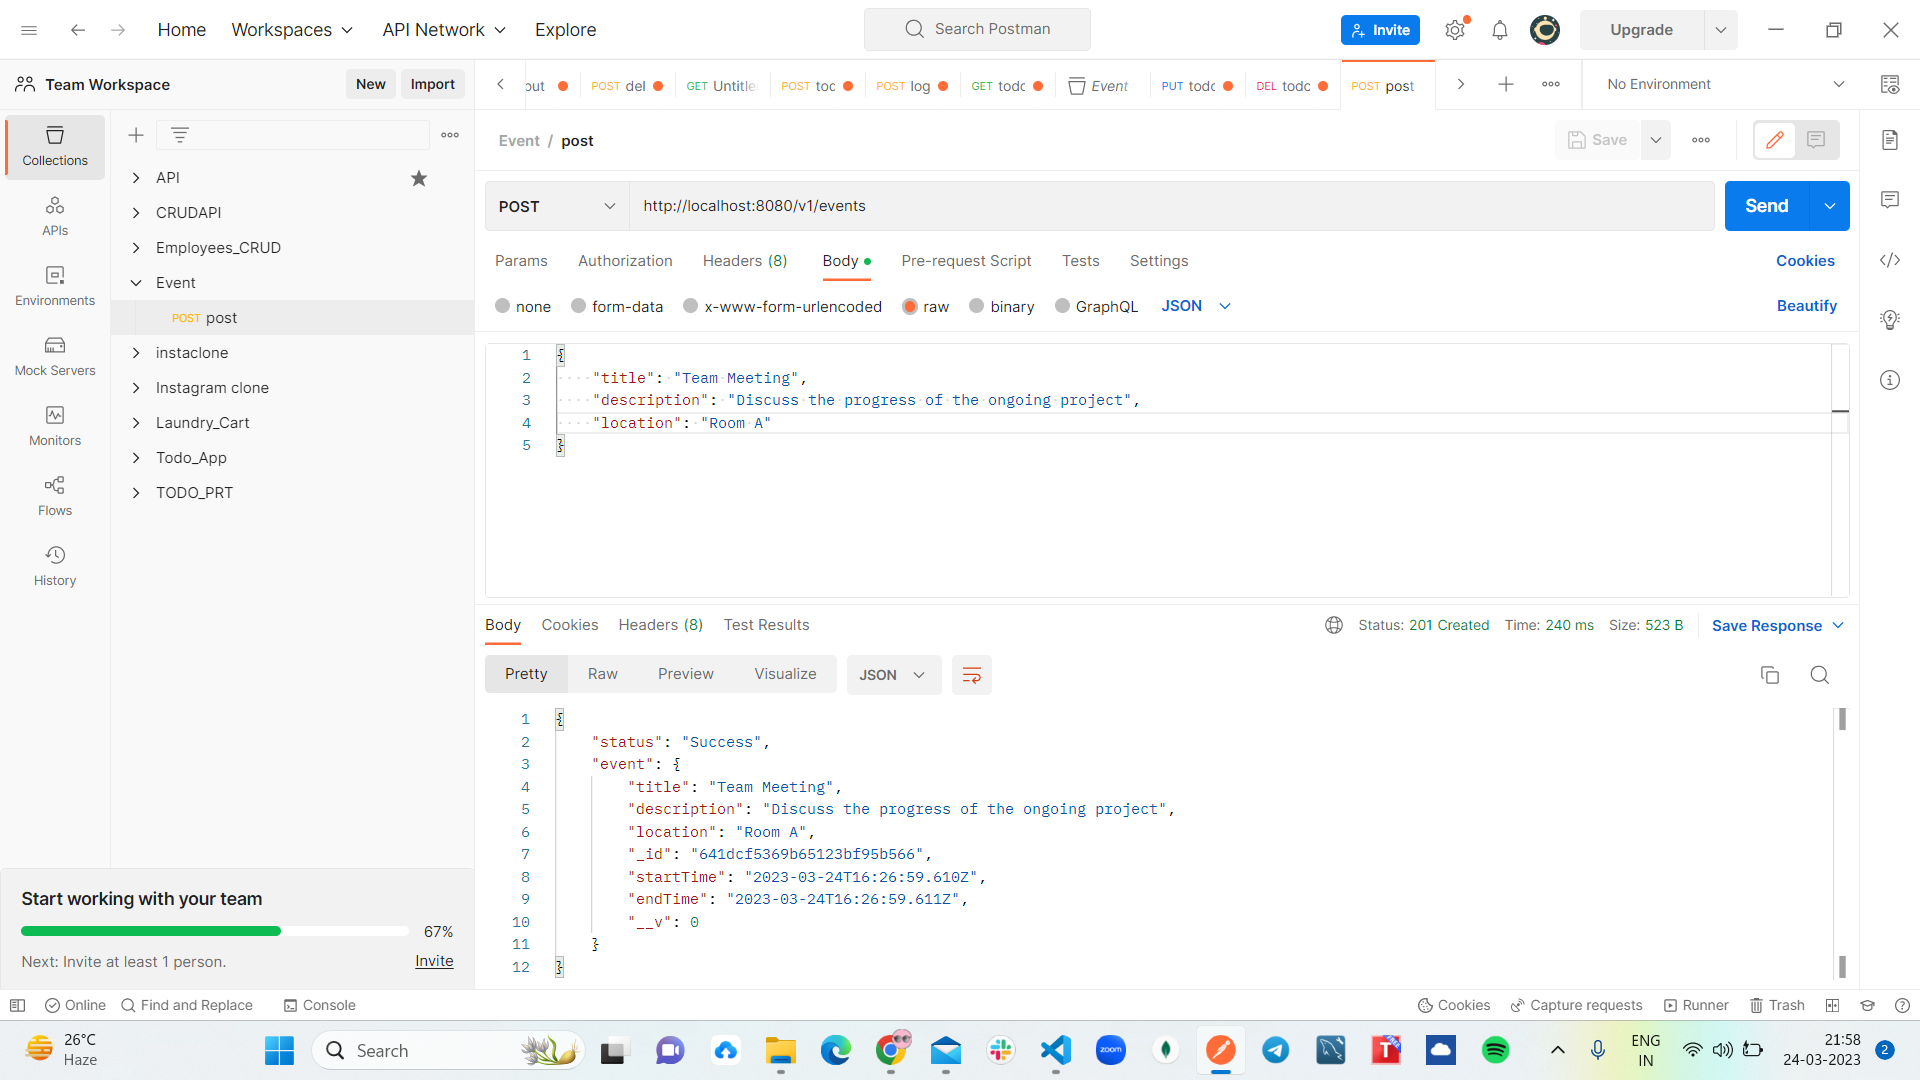 Home Workspaces API Network Explore Search Postman Invite Upgrade
Team Workspace New Import
out POST del GET Untitle POST toc POST log GET todo Event PUT todo DEL todo POST post No Environment
Event / post Save
Collections
APIs
Environments
Mock Servers
Monitors
Flows
History
API
CRUDAPI
Employees_CRUD
Event
POST post
instaclone
Instagram clone
Laundry_Cart
Todo_App
TODO_PRT
POST http://localhost:8080/v1/events Send
Params Authorization Headers (8) Body Pre-request Script Tests Settings Cookies
none form-data x-www-form-urlencoded raw binary GraphQL JSON Beautify
1 {
2 "title": "Team Meeting",
3 "description": "Discuss the progress of the ongoing project",
4 "location": "Room A"
5 }
Body Cookies Headers (8) Test Results Status: 201 Created Time: 240 ms Size: 523 B Save Response
Pretty Raw Preview Visualize JSON
1 {
2 "status": "Success",
3 "event": {
4 "title": "Team Meeting",
5 "description": "Discuss the progress of the ongoing project",
6 "location": "Room A",
7 "_id": "641dcf5369b65123bf95b566",
8 "startTime": "2023-03-24T16:26:59.610Z",
9 "endTime": "2023-03-24T16:26:59.611Z",
10 "__v": 0
11 }
12 }
Start working with your team
67%
Next: Invite at least 1 person. Invite
Online Find and Replace Console Cookies Capture requests Runner Trash
26°C
Haze
Search
zoom
T
FREE
ENG
IN
21:58
24-03-2023
2